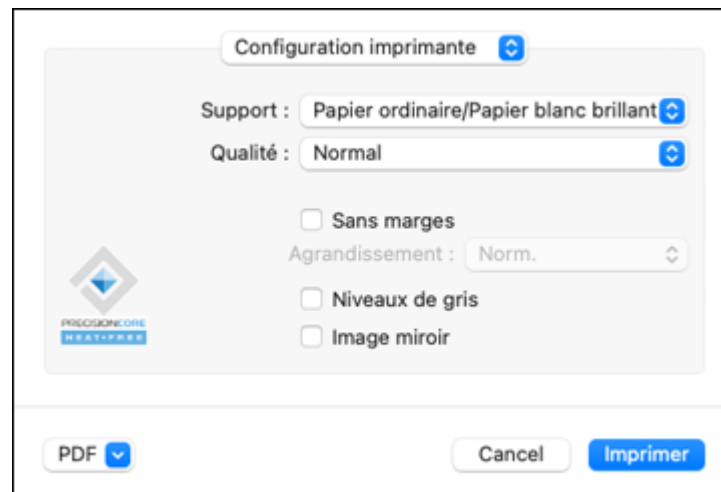 Configuration imprimante
Support : Papier ordinaire/Papier blanc brillant
Qualité : Normal
Sans marges
Agrandissement : Norm.
Niveaux de gris
Image miroir
PRECISIONCORE
HEAT-FREE
PDF Cancel Imprimer